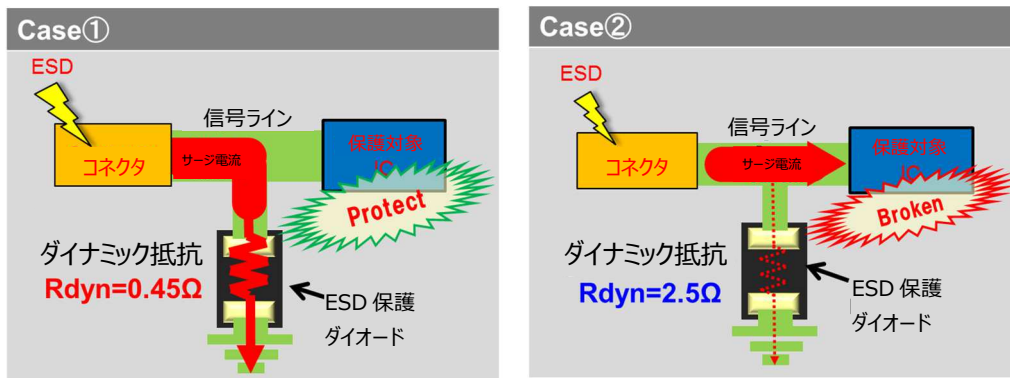 Case①
ESD
信号ライン
コネクタ
サージ電流
保護対象
IC
Protect
ダイナミック抵抗
Rdyn=0.45Ω
ESD 保護
ダイオード
Case②
ESD
信号ライン
コネクタ
サージ電流
保護対象
IC
Broken
ダイナミック抵抗
Rdyn=2.5Ω
ESD 保護
ダイオード